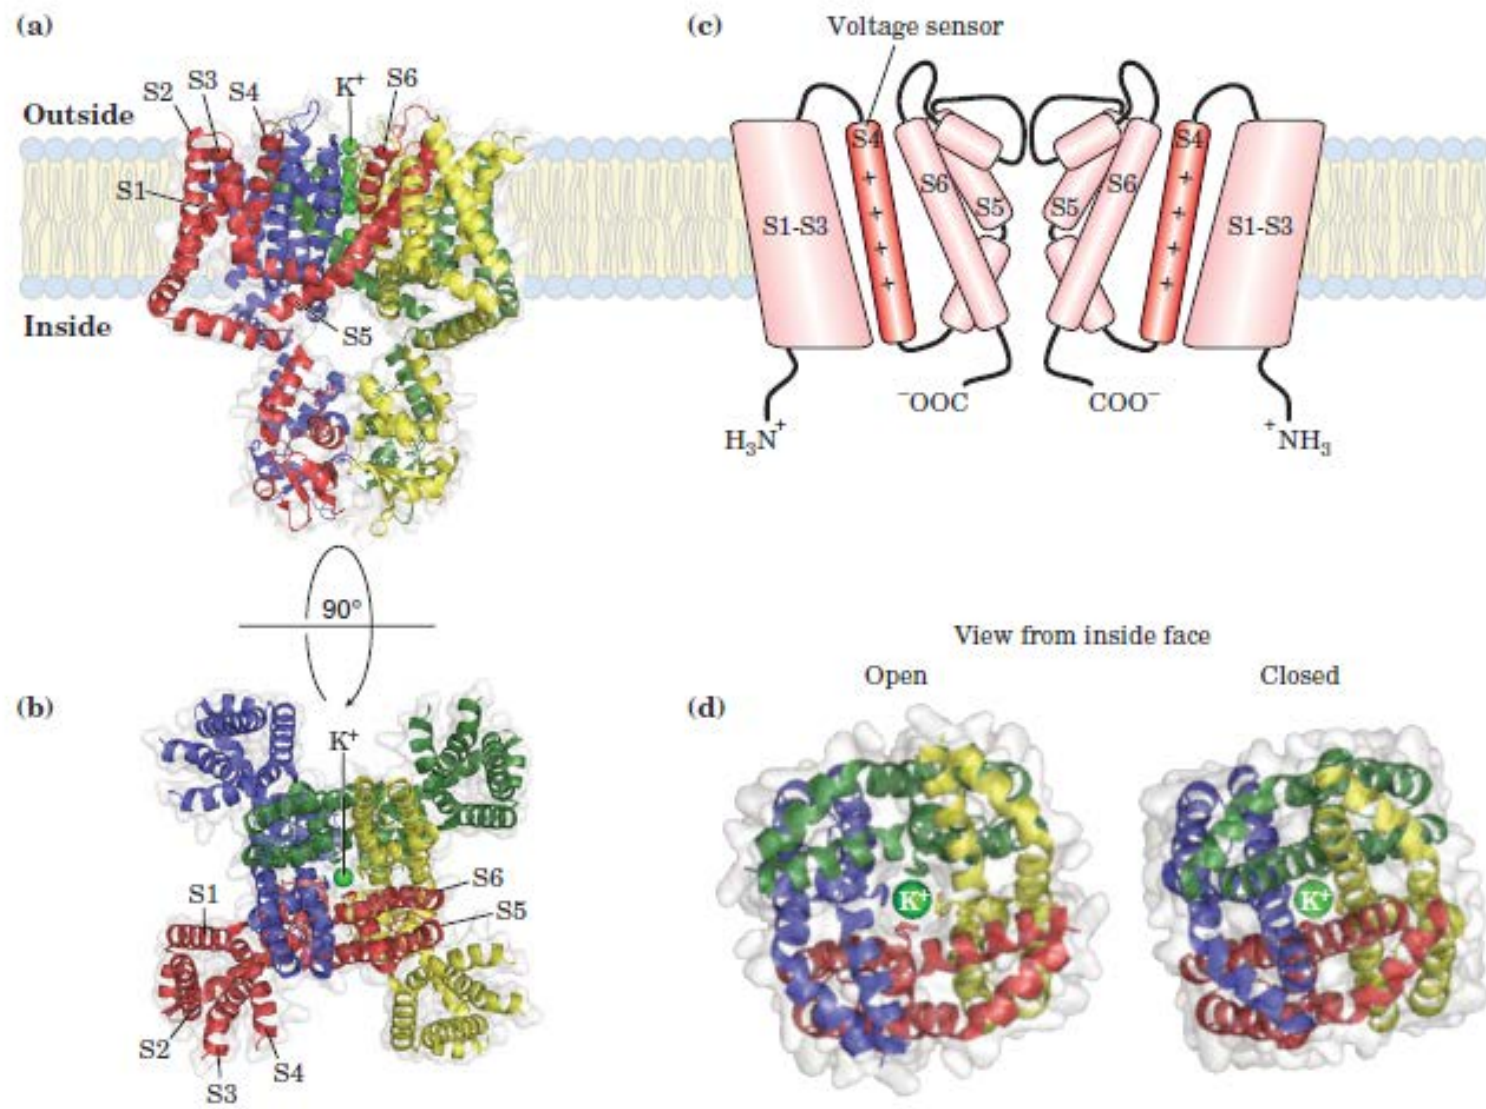 (a)
S2
S3
S4
K+
S6
Outside
S1
Inside
S5
90°
(b)
K+
S1
S6
S5
S2
S3
S4
(c)
Voltage sensor
S4
S4
+
+
+
+
+
+
+
+
S6
S6
S5
S5
S1-S3
S1-S3
−OOC
COO−
H3N+
+NH3
View from inside face
Open
Closed
(d)
K+
K+